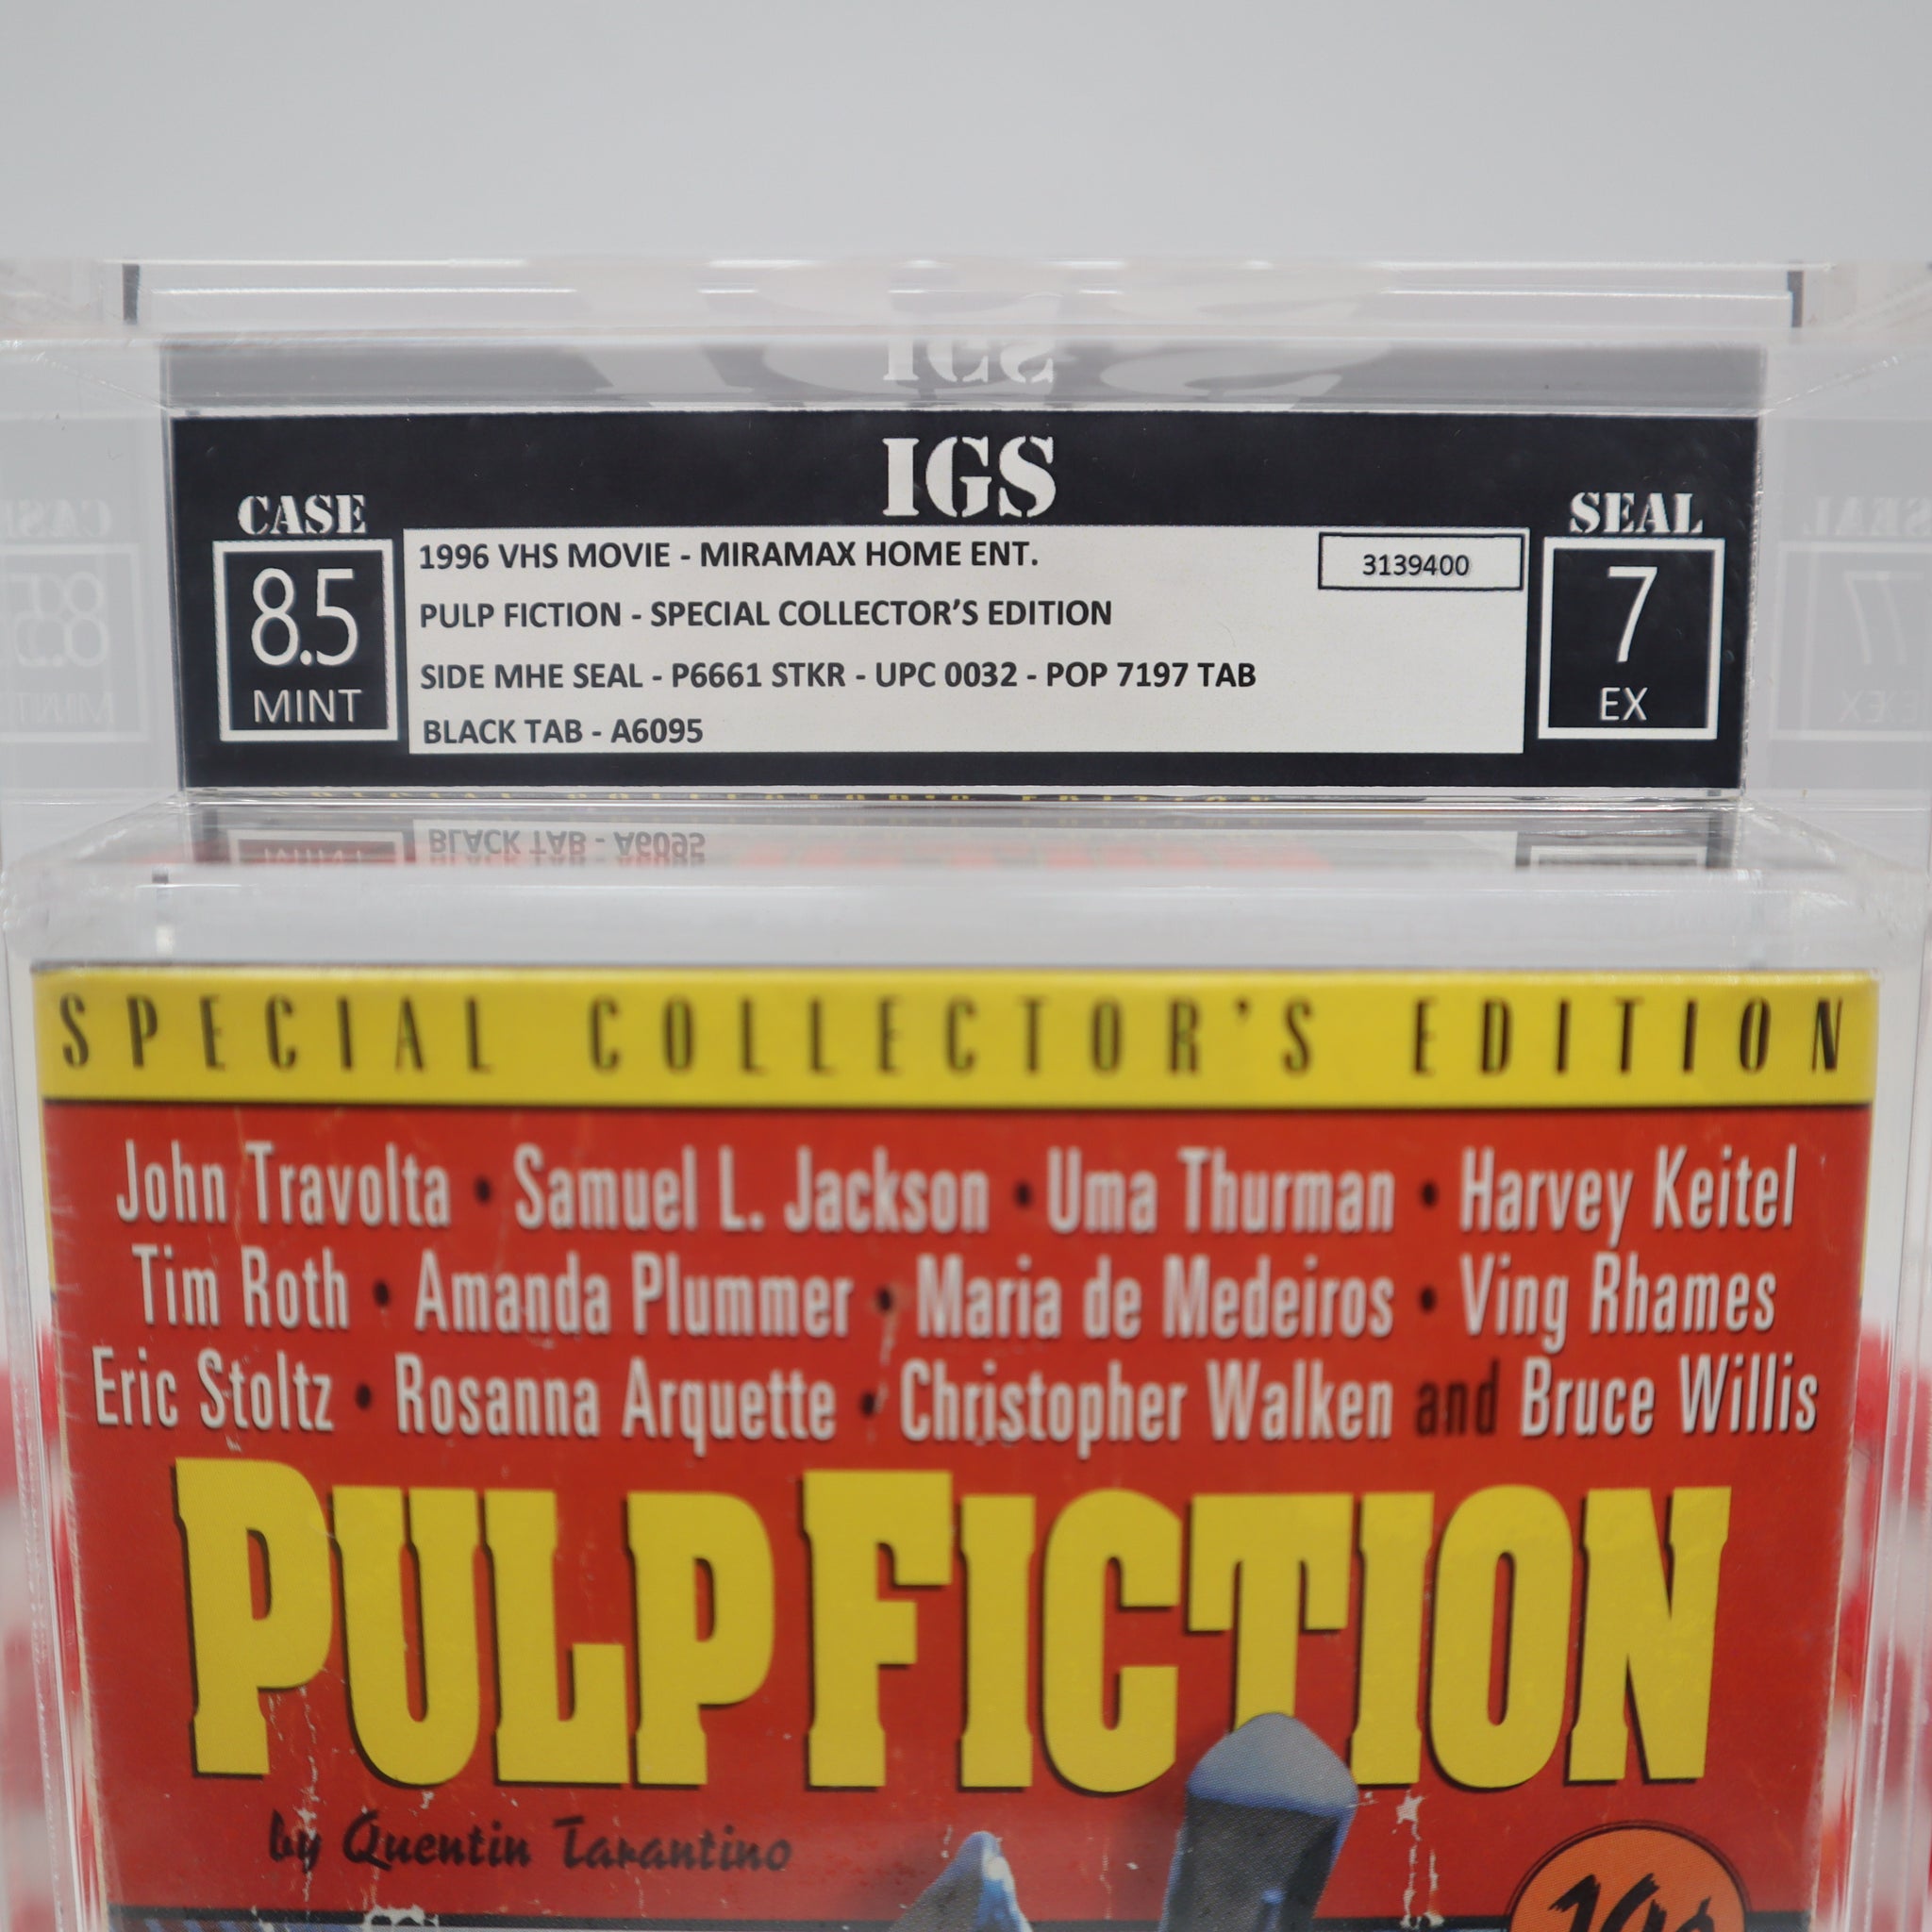 IGS
CASE
8.5
MINT
1996 VHS MOVIE - MIRAMAX HOME ENT.
3139400
PULP FICTION - SPECIAL COLLECTOR'S EDITION
SIDE MHE SEAL - P6661 STKR - UPC 0032 - POP 7197 TAB
BLACK TAB - A6095
SEAL
7
EX
SPECIAL COLLECTOR'S EDITION
John Travolta • Samuel L. Jackson • Uma Thurman • Harvey Keitel
Tim Roth • Amanda Plummer • Maria de Medeiros • Ving Rhames
Eric Stoltz • Rosanna Arquette • Christopher Walken and Bruce Willis
PULP FICTION
by Quentin Tarantino
10¢